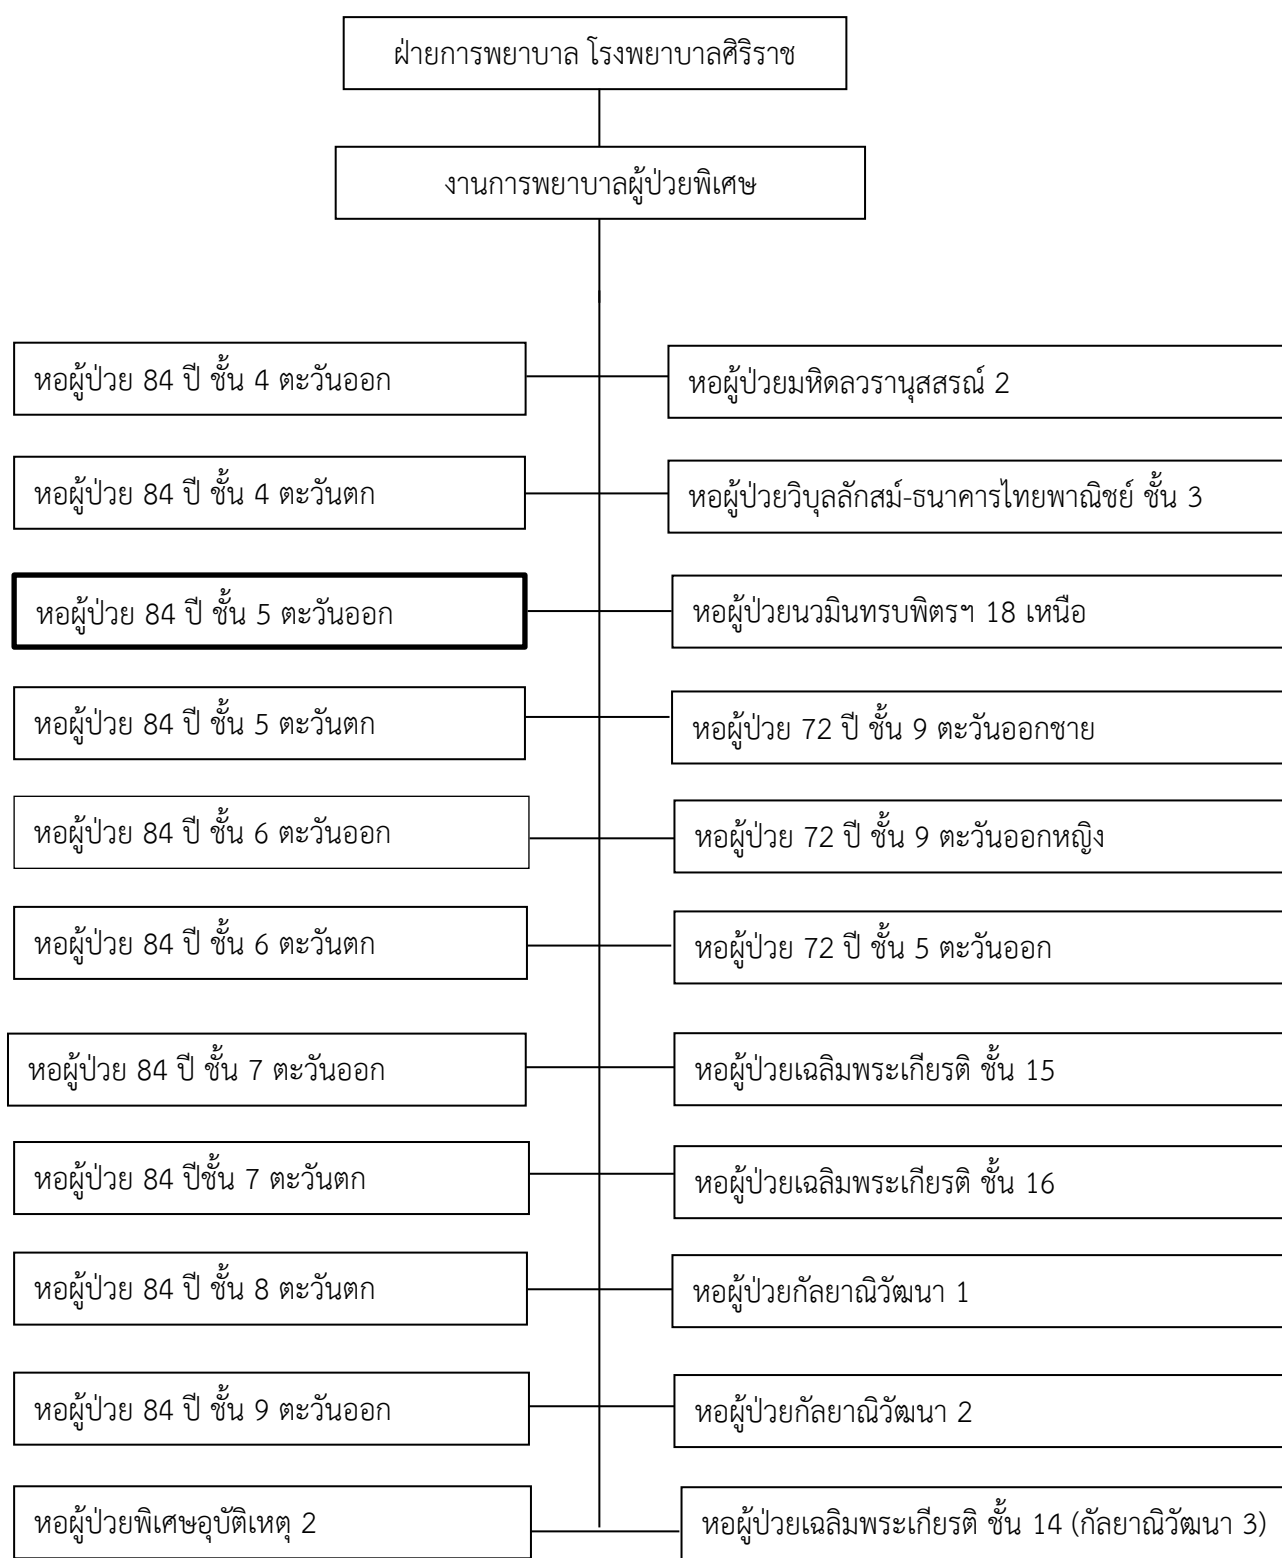 ฝ่ายการพยาบาล โรงพยาบาลศิริราช
งานการพยาบาลผู้ป่วยพิเศษ
หอผู้ป่วย 84 ปี ชั้น 4 ตะวันออก
หอผู้ป่วยมหิดลวรานุสสรณ์ 2
หอผู้ป่วย 84 ปี ชั้น 4 ตะวันตก
หอผู้ป่วยวิบุลลักสม์-ธนาคารไทยพาณิชย์ ชั้น 3
หอผู้ป่วย 84 ปี ชั้น 5 ตะวันออก
หอผู้ป่วยนวมินทรบพิตรฯ 18 เหนือ
หอผู้ป่วย 84 ปี ชั้น 5 ตะวันตก
หอผู้ป่วย 72 ปี ชั้น 9 ตะวันออกชาย
หอผู้ป่วย 84 ปี ชั้น 6 ตะวันออก
หอผู้ป่วย 72 ปี ชั้น 9 ตะวันออกหญิง
หอผู้ป่วย 84 ปี ชั้น 6 ตะวันตก
หอผู้ป่วย 72 ปี ชั้น 5 ตะวันออก
หอผู้ป่วย 84 ปี ชั้น 7 ตะวันออก
หอผู้ป่วยเฉลิมพระเกียรติ ชั้น 15
หอผู้ป่วย 84 ปีชั้น 7 ตะวันตก
หอผู้ป่วยเฉลิมพระเกียรติ ชั้น 16
หอผู้ป่วย 84 ปี ชั้น 8 ตะวันตก
หอผู้ป่วยกัลยาณิวัฒนา 1
หอผู้ป่วย 84 ปี ชั้น 9 ตะวันออก
หอผู้ป่วยกัลยาณิวัฒนา 2
หอผู้ป่วยพิเศษอุบัติเหตุ 2
หอผู้ป่วยเฉลิมพระเกียรติ ชั้น 14 (กัลยาณิวัฒนา 3)